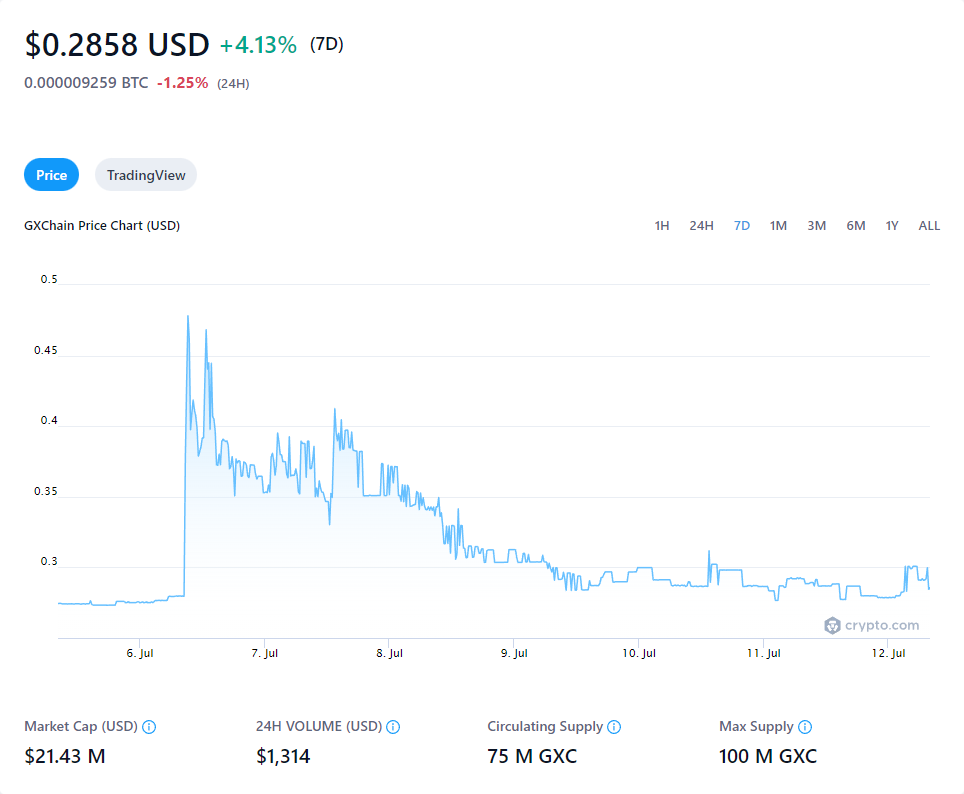 $0.2858 USD +4.13% (7D)
0.000009259 BTC -1.25% (24H)
Price TradingView
GXChain Price Chart (USD) 1H 24H 7D 1M 3M 6M 1Y ALL
0.5
0.45
0.4
0.35
0.3
crypto.com
6. Jul 7. Jul 8. Jul 9. Jul 10. Jul 11. Jul 12. Jul
Market Cap (USD) 24H VOLUME (USD) Circulating Supply Max Supply
$21.43 M $1,314 75 M GXC 100 M GXC